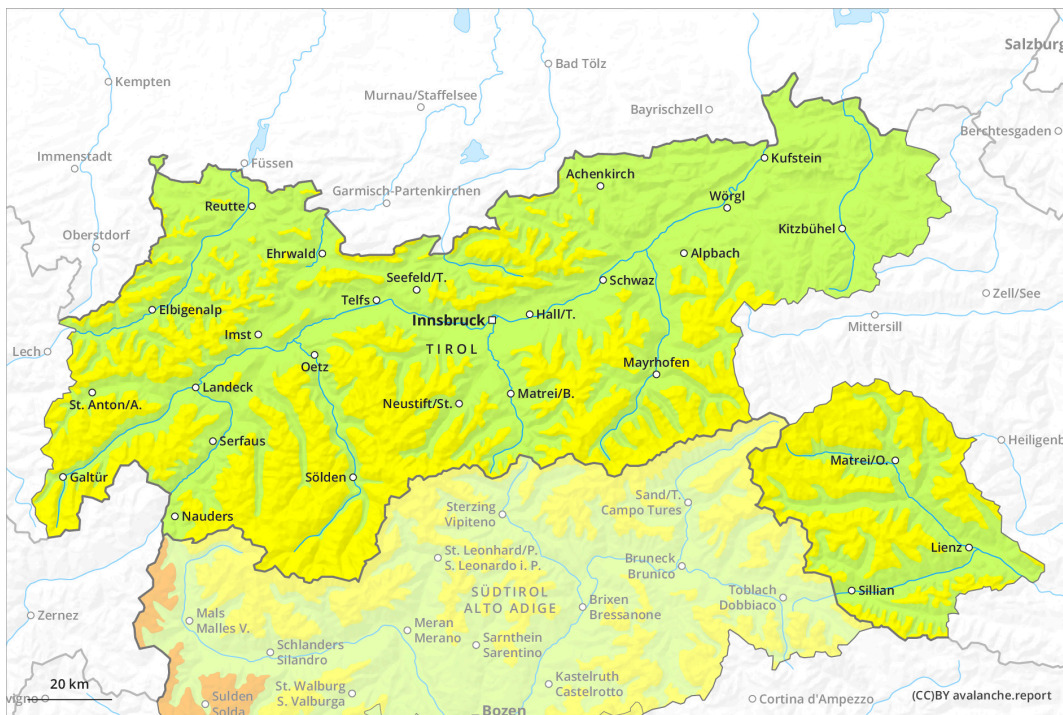 Salzburg
Kempten
Bad Tölz
Murnau/Staffelsee
Bayrischzell
Berchtesgaden
Immenstadt
Füssen
Kufstein
Garmisch-Partenkirchen
Achenkirch
Reutte
Wörgl
Oberstdorf
Kitzbühel
Ehrwald
Alpbach
Seefeld/T.
Schwaz
Zell/See
Telfs
Elbigenalp
Innsbruck
Hall/T.
Mittersill
Imst
Lech
TIROL
Oetz
Mayrhofen
Landeck
St. Anton/A.
Neustift/St.
Matrei/B.
Serfaus
Heiligenb
Matrei/O.
Galtür
Sölden
Sand/T.
Campo Tures
Sterzing
Vipiteno
Nauders
Lienz
St. Leonhard/P.
S. Leonardo i. P.
Bruneck
Brunico
Sillian
SÜDTIROL
ALTO ADIGE
Toblach
Dobbiaco
Zernez
Mals
Malles V.
Brixen
Bressanone
Meran
Merano
Schlanders
Silandro
Sarnthein
Sarentino
20 km
St. Walburg
S. Valburga
Kastelruth
Castelrotto
vigno
Sulden
Solda
Cortina d'Ampezzo
(CC)BY avalanche.report
Bozen